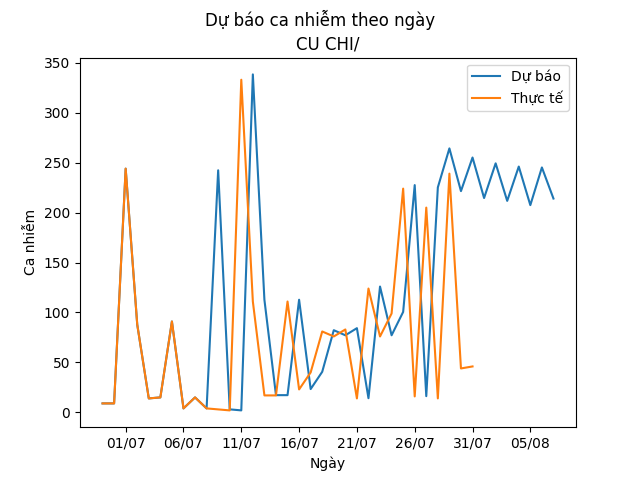 Dự báo ca nhiễm theo ngày
CU CHI/
350
300
250
200
150
100
50
0
Ca nhiễm
Dự báo
Thực tế
01/07 06/07 11/07 16/07 21/07 26/07 31/07 05/08
Ngày